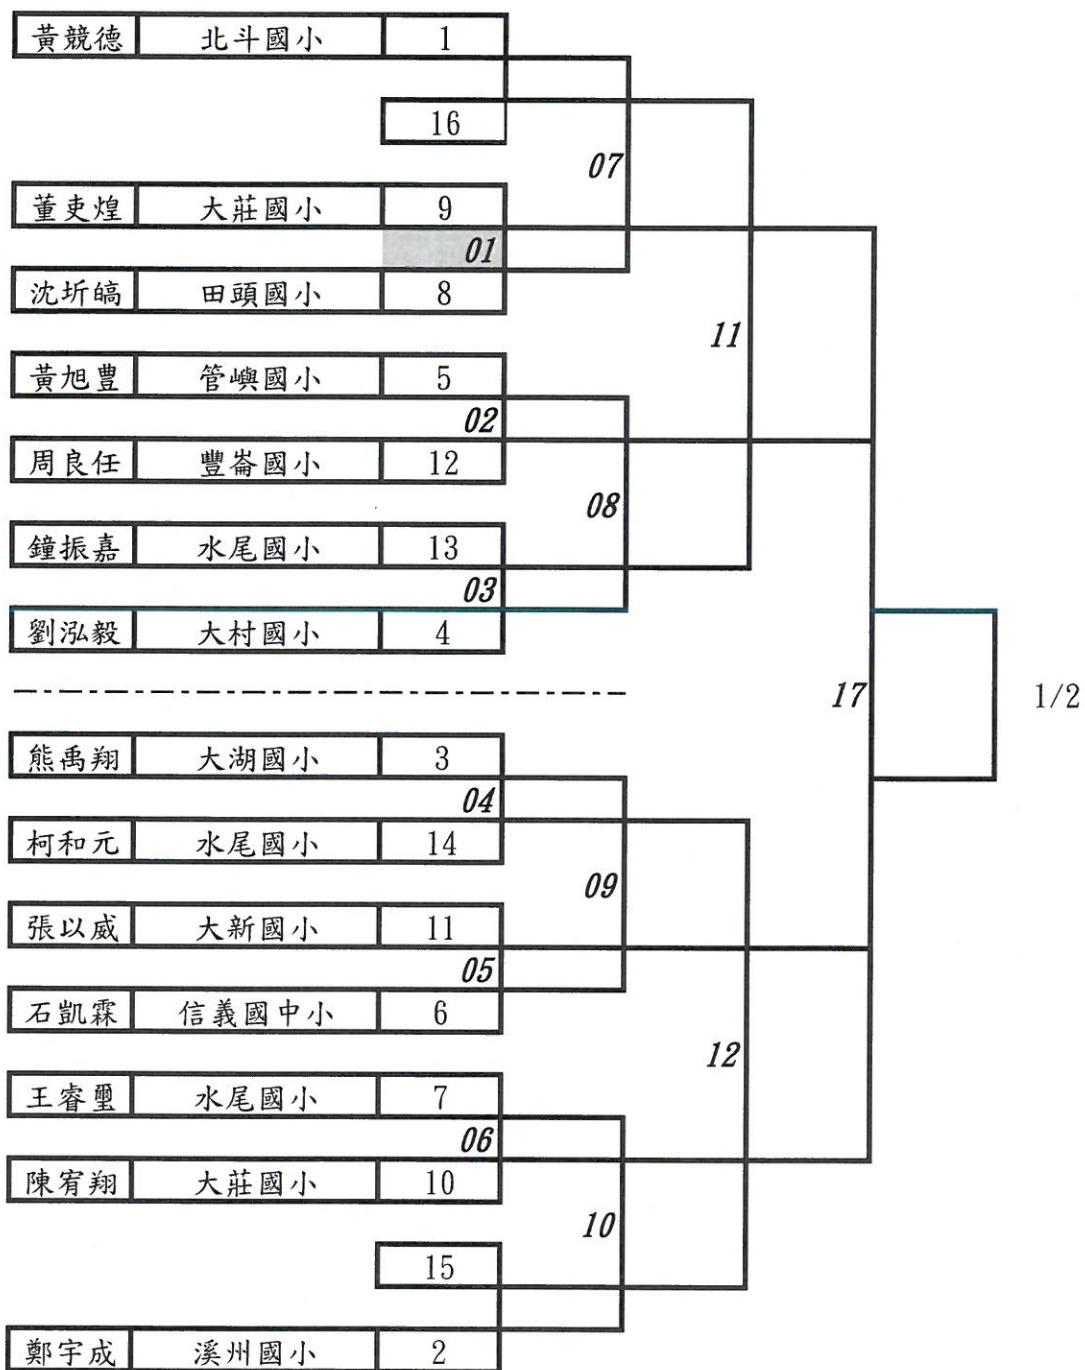 黃競德 北斗國小 1
16
07
董吏煌 大莊國小 9
01
沈圻皜 田頭國小 8
11
黃旭豊 管嶼國小 5
02
周良任 豐崙國小 12
08
鐘振嘉 水尾國小 13
03
劉泓毅 大村國小 4
17 1/2
熊禹翔 大湖國小 3
04
柯和元 水尾國小 14
09
張以威 大新國小 11
05
石凱霖 信義國中小 6
12
王睿璽 水尾國小 7
06
陳宥翔 大莊國小 10
10
15
鄭宇成 溪州國小 2